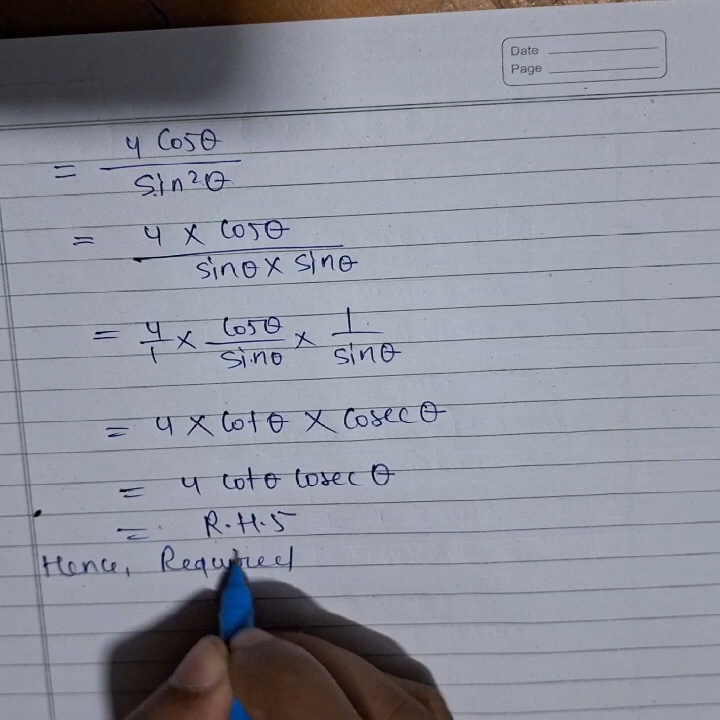 Date
Page
= 4 Cosθ / Sin²θ
= 4 × Cosθ / sinθ × sinθ
= 4/1 × Cosθ/sinθ × 1/sinθ
= 4 × Cotθ × Cosecθ
= 4 Cotθ Cosec θ
= R.H.S
Hence, Required